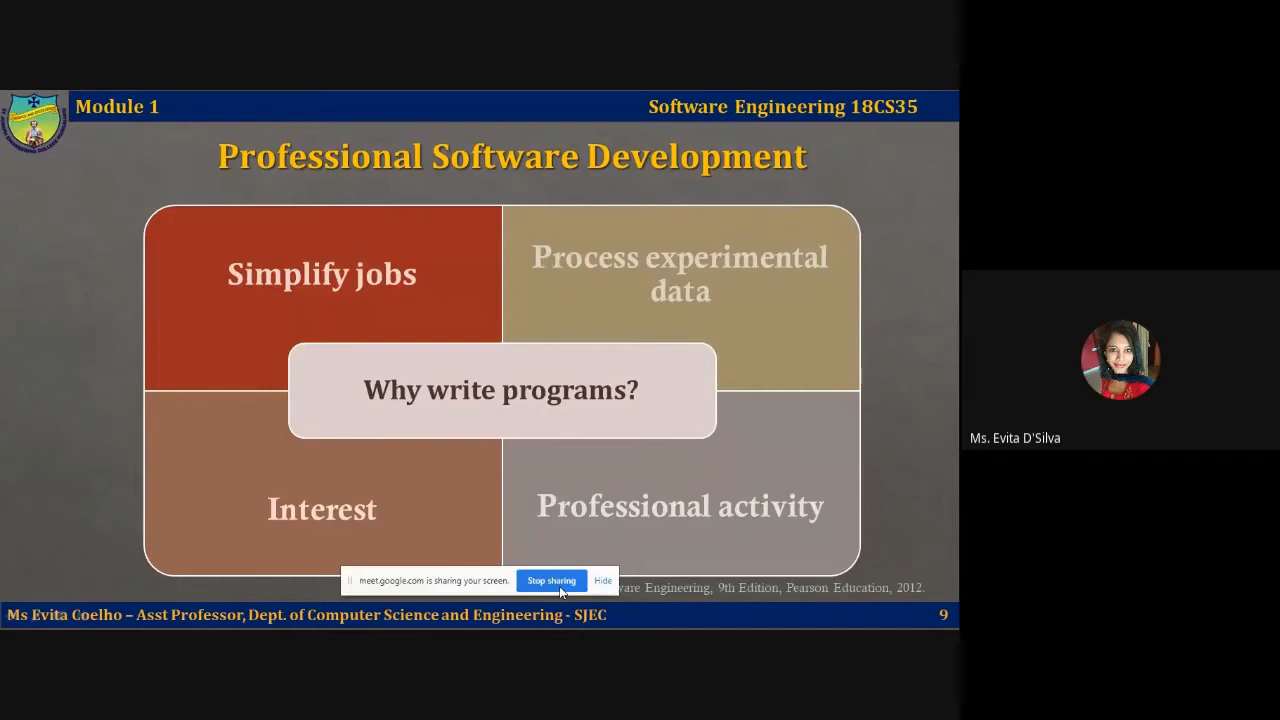 Module 1
Software Engineering 18CS35
Professional Software Development
Simplify jobs
Process experimental
data
Why write programs?
Interest
Professional activity
meet.google.com is sharing your screen.
Stop sharing
Hide
Engineering, 9th Edition, Pearson Education, 2012.
Ms Evita Coelho – Asst Professor, Dept. of Computer Science and Engineering - SJEC
9
Ms. Evita D'Silva